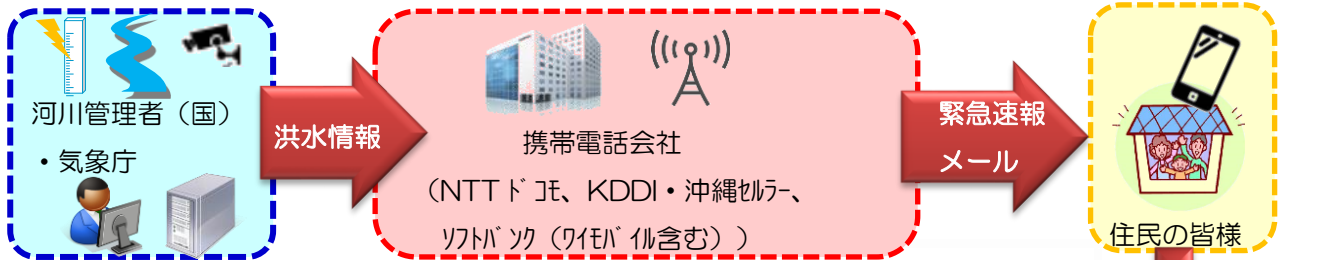 河川管理者（国）
・気象庁
洪水情報
携帯電話会社
（NTTﾄﾞｺﾓ、KDDI・沖縄ｾﾙﾗｰ、
ｿﾌﾄﾊﾞﾝｸ（ﾜｲﾓﾊﾞｲﾙ含む））
緊急速報
メール
住民の皆様